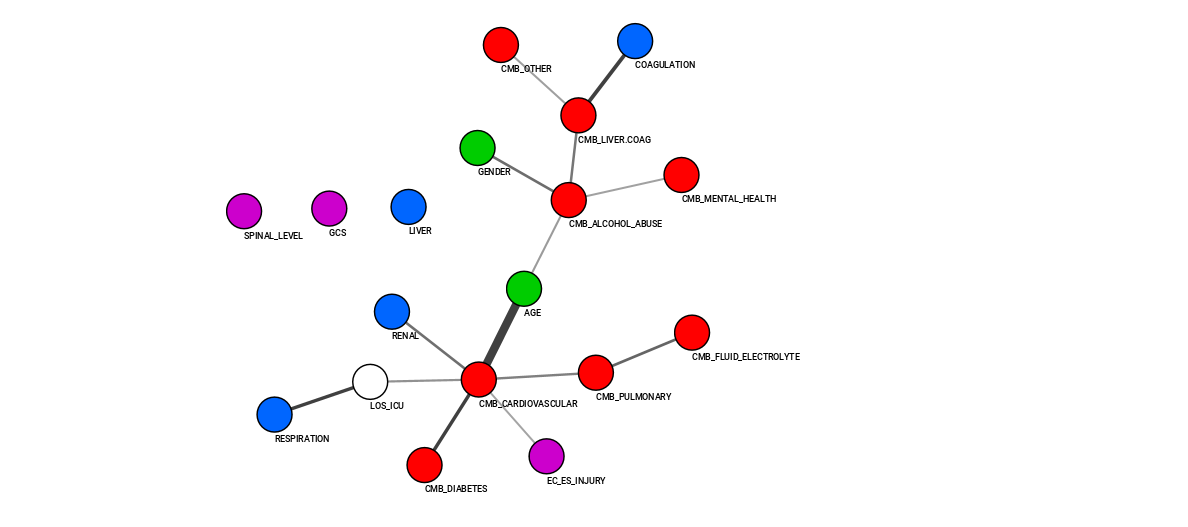 CMB_OTHER
COAGULATION
CMB_LIVER.COAG
GENDER
CMB_MENTAL_HEALTH
CMB_ALCOHOL_ABUSE
SPINAL_LEVEL
GCS
LIVER
AGE
RENAL
CMB_FLUID_ELECTROLYTE
CMB_PULMONARY
LOS_ICU
CMB_CARDIOVASCULAR
RESPIRATION
EC_ES_INJURY
CMB_DIABETES